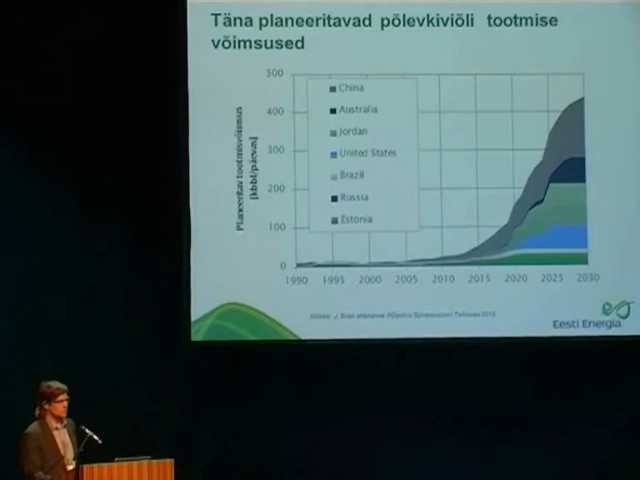 Täna planeeritavad põlevkiviõli tootmise
võimsused
500
400
300
200
100
0
Planeeritav tootmisvõimsus
[kbbl/päevas]
China
Australia
Jordan
United States
Brazil
Russia
Estonia
1990 1995 2000 2005 2010 2015 2020 2025 2030
Eesti Energia